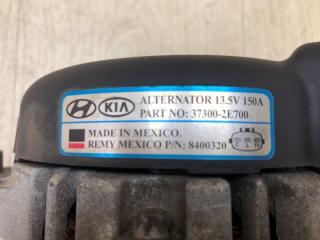 KIA ALTERNATOR 13.5V 150A
PART NO: 37300-2E700
MADE IN MEXICO.
REMY MEXICO P/N: 8400320